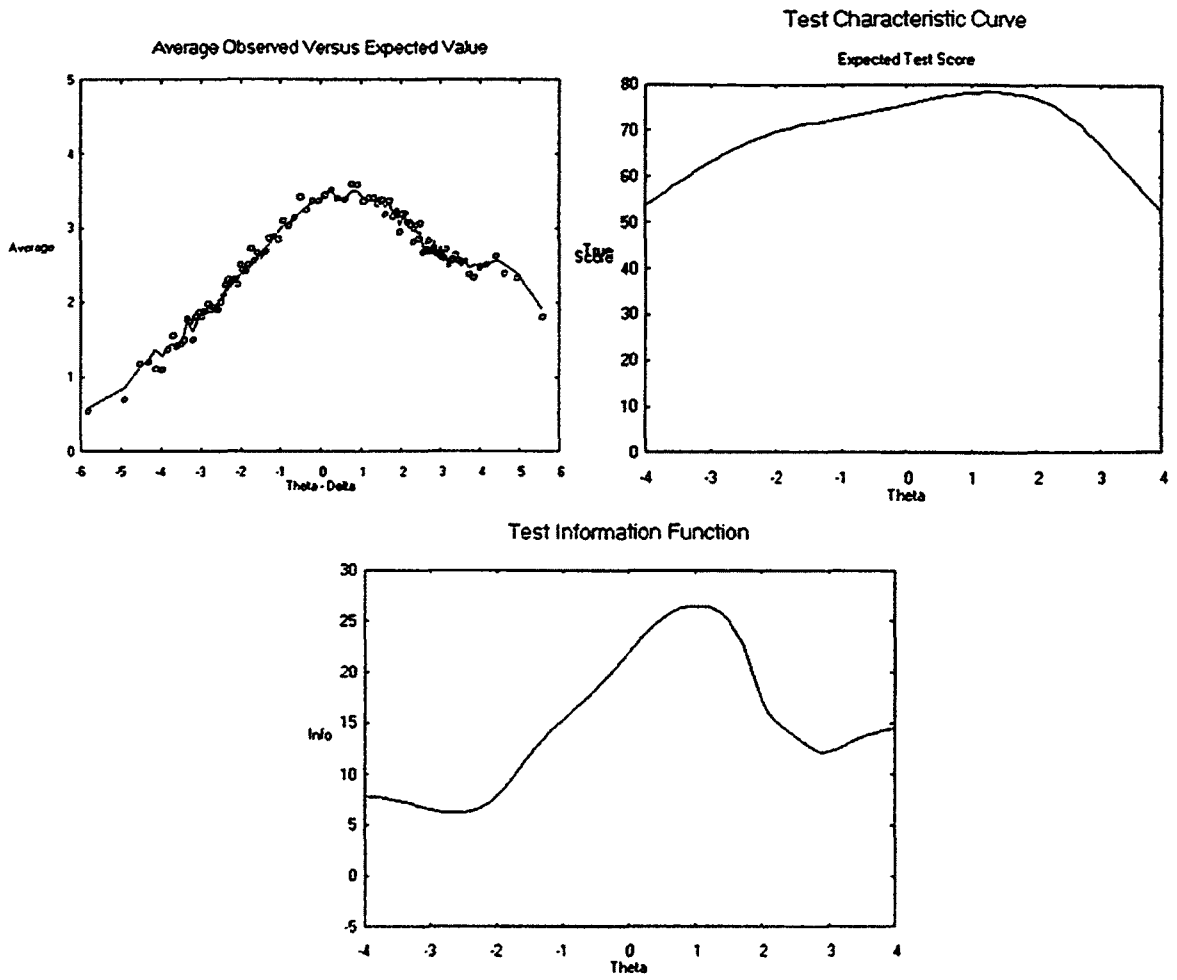 Average Observed Versus Expected Value
5
4
3
2
1
0
Average
-6 -5 -4 -3 -2 -1 0 1 2 3 4 5 6
Theta - Delta
Test Characteristic Curve
Expected Test Score
80
70
60
50
40
30
20
10
0
True
Score
-4 -3 -2 -1 0 1 2 3 4
Theta
Test Information Function
30
25
20
15
10
5
0
-5
Info
-4 -3 -2 -1 0 1 2 3 4
Theta